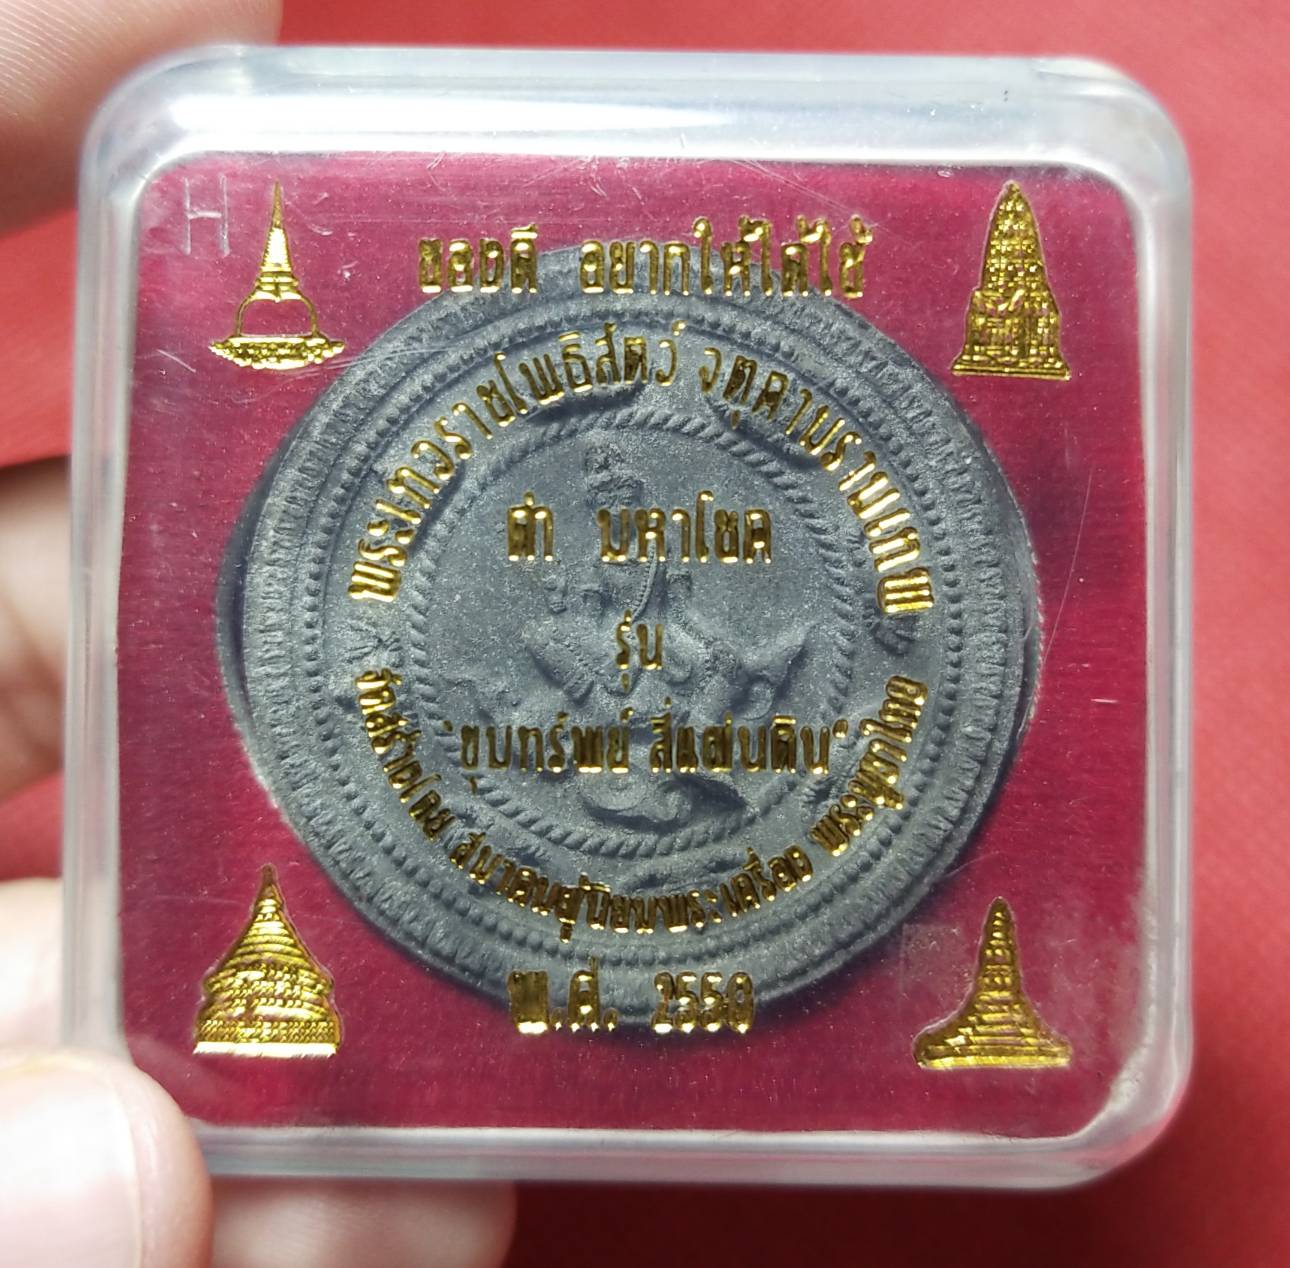 H
ของดี อยากให้ได้ใช้
พระเทวราชโพธิสัตว์ จตุคามรามเทพ
ดำ มหาโชค
รุ่น
"ขุมทรัพย์ สี่แผ่นดิน"
จัดสร้างโดย สมาคมผู้นิยมพระเครื่อง พระบูชาไทย
พ.ศ. 2550